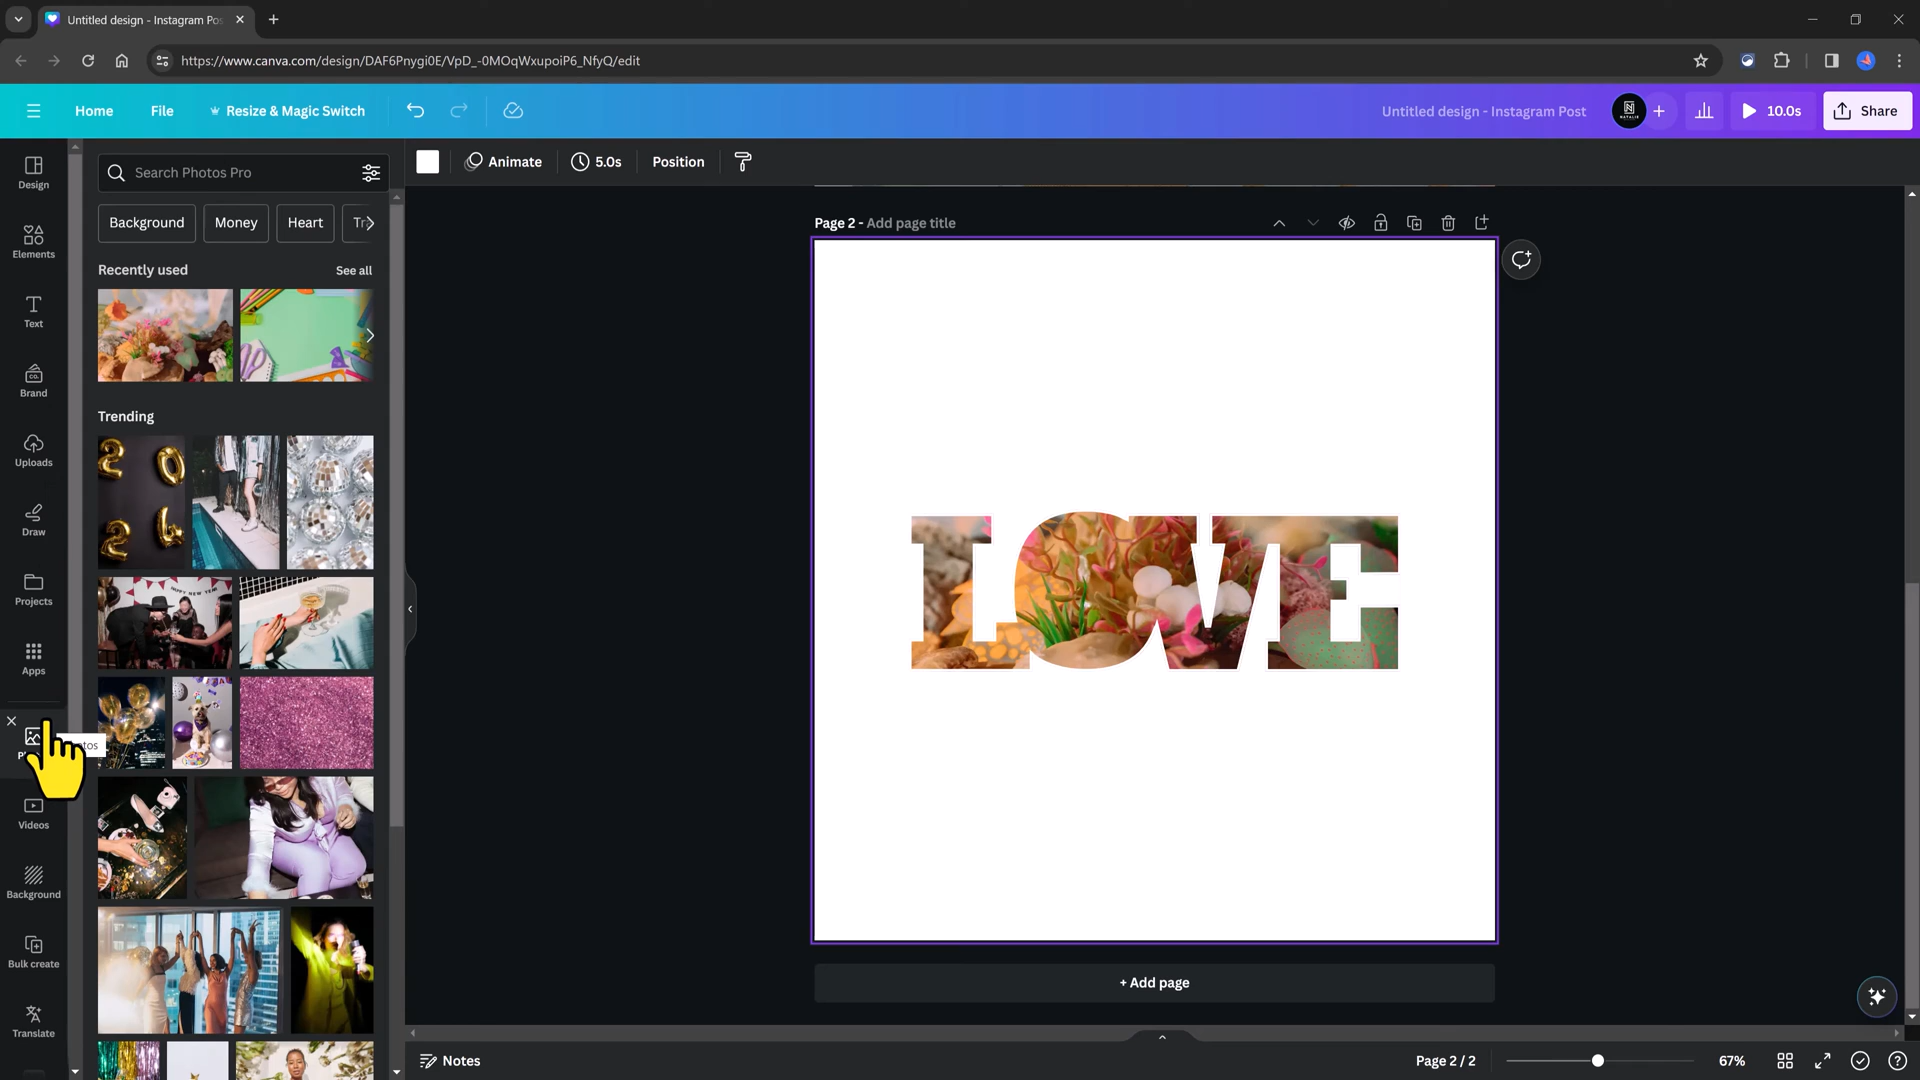 Untitled design - Instagram Pos
https://www.canva.com/design/DAF6Pnygi0E/VpD_-0MOqWxupoiP6_NfyQ/edit
Home
File
Resize & Magic Switch
Untitled design - Instagram Post
NATALIE
10.0s
Share
Design
Elements
Text
CO.
Brand
Uploads
Draw
Projects
Apps
Videos
Background
Bulk create
Translate
Search Photos Pro
Background
Money
Heart
Recently used
See all
Trending
Animate
5.0s
Position
Page 2 - Add page title
LOVE
+ Add page
Notes
Page 2 / 2
67%